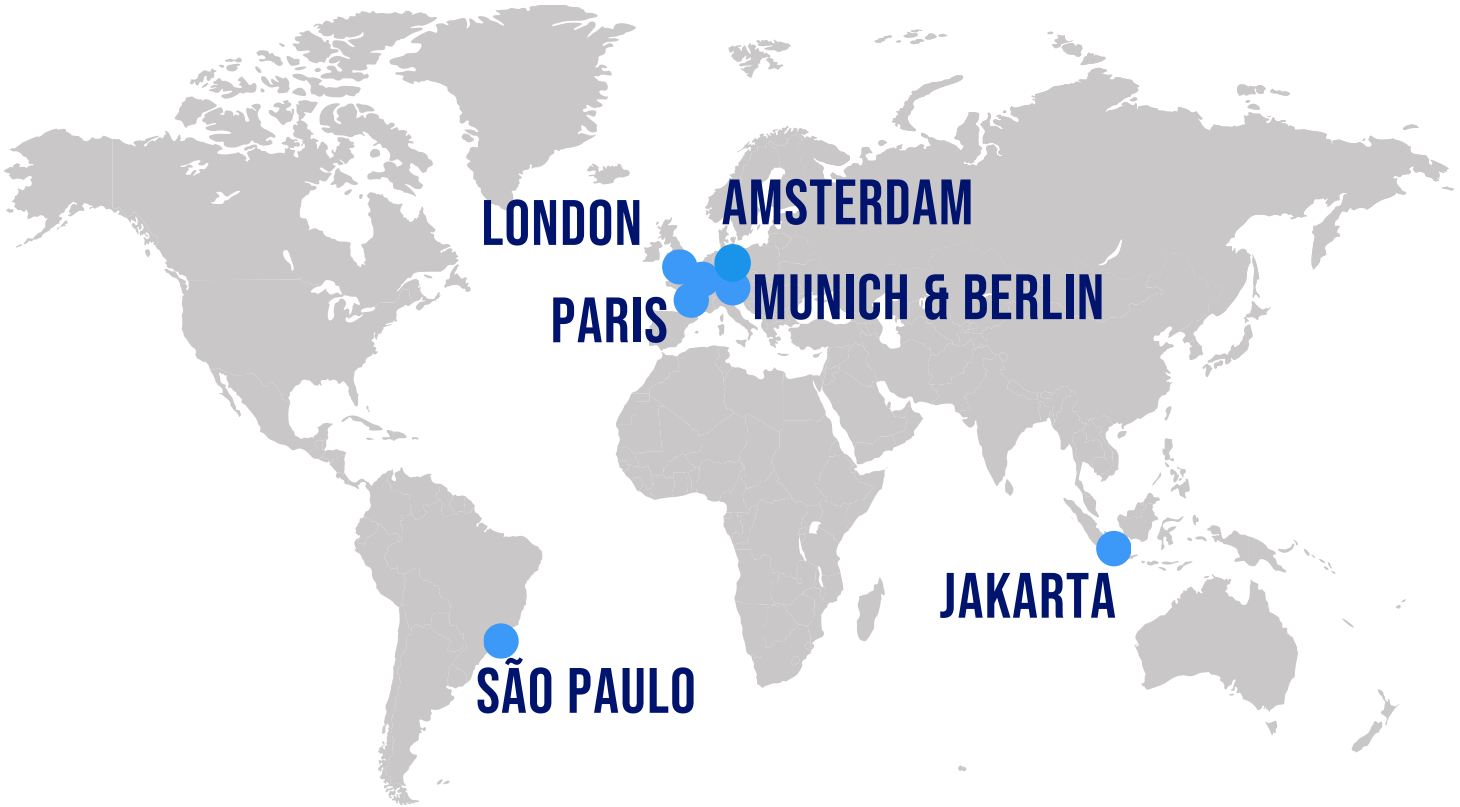 AMSTERDAM
LONDON
MUNICH & BERLIN
PARIS
JAKARTA
SÃO PAULO